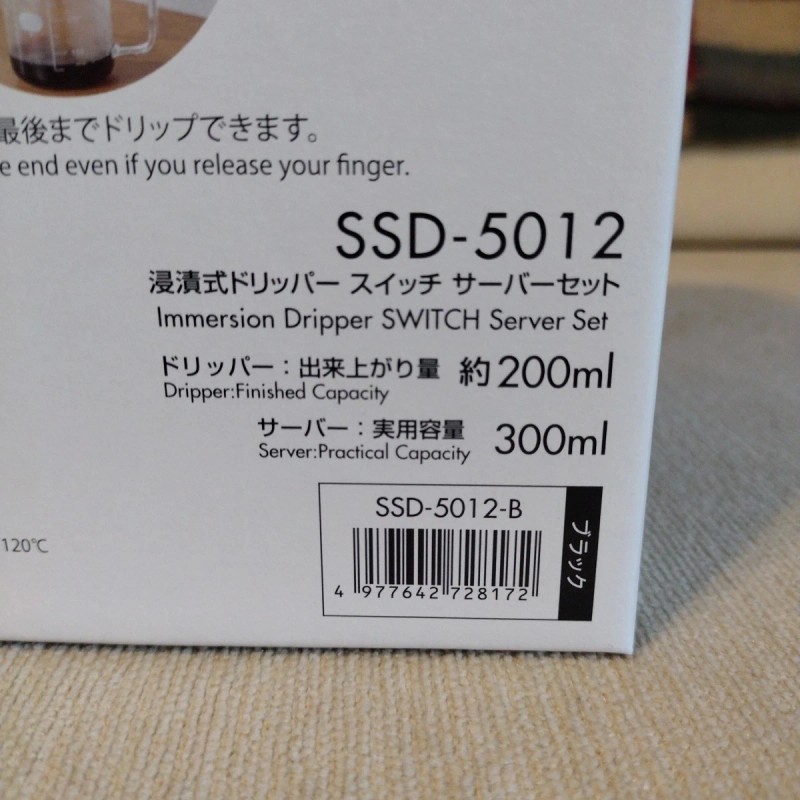 最後までドリップできます。
e end even if you release your finger.
SSD-5012
浸漬式ドリッパー スイッチ サーバーセット
Immersion Dripper SWITCH Server Set
ドリッパー：出来上がり量 約200ml
Dripper:Finished Capacity
サーバー：実用容量 300ml
Server:Practical Capacity
SSD-5012-B
ブラック
120℃
4 977642 728172